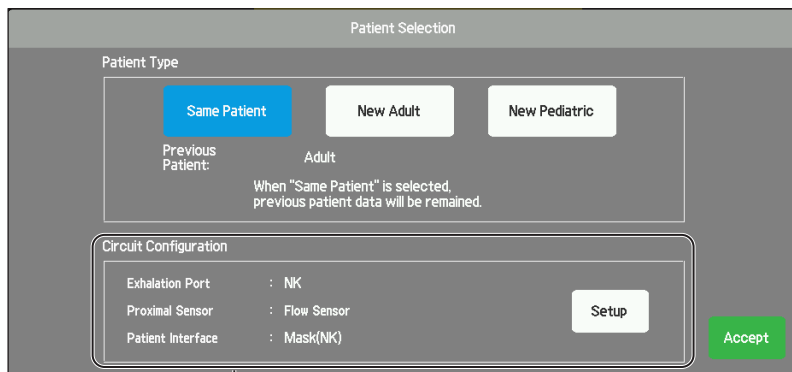 Patient Selection
Patient Type
Same Patient New Adult New Pediatric
Previous
Patient: Adult
When "Same Patient" is selected,
previous patient data will be remained.
Circuit Configuration
Exhalation Port : NK
Proximal Sensor : Flow Sensor
Setup
Patient Interface : Mask(NK)
Accept